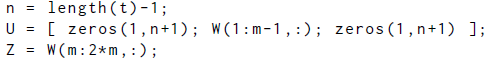 n = length(t)-1;
U = [ zeros(1,n+1); W(1:m-1,:); zeros(1,n+1) ];
Z = W(m:2*m,:);